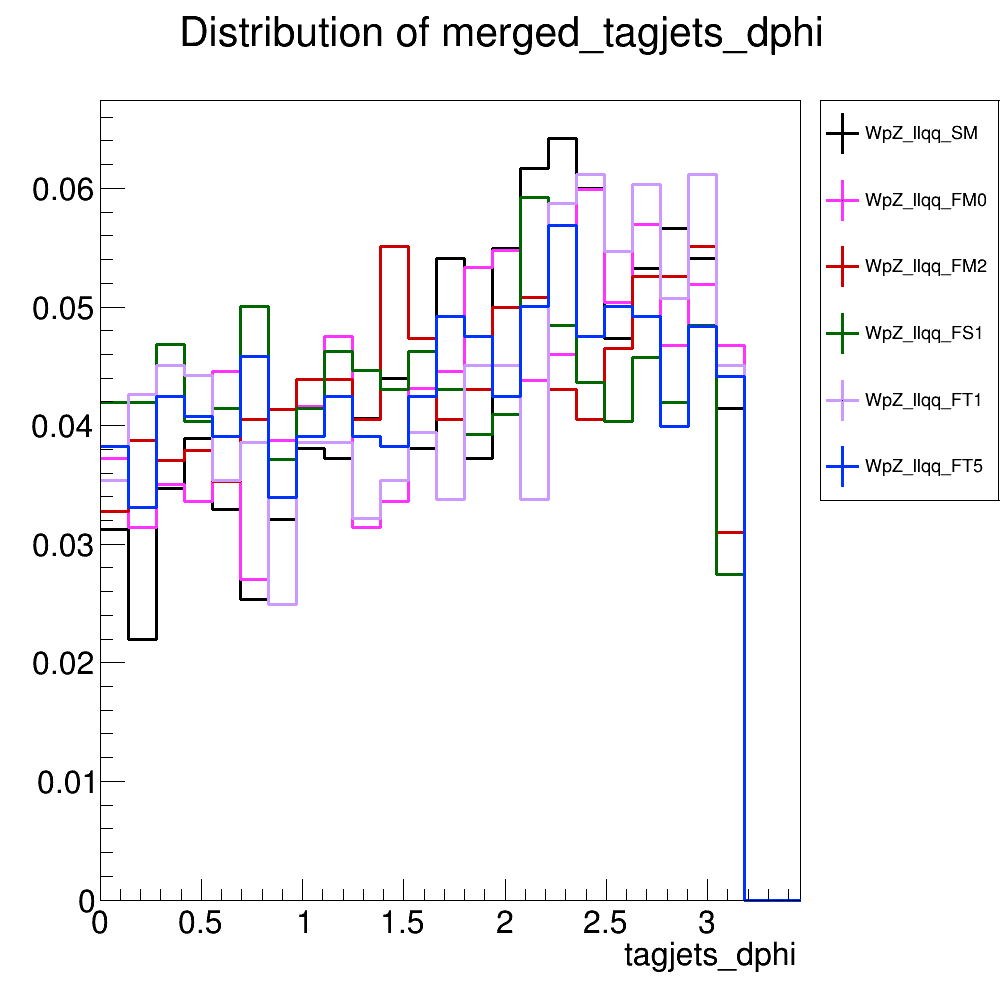 Distribution of merged_tagjets_dphi
0.06
0.05
0.04
0.03
0.02
0.01
0
0 0.5 1 1.5 2 2.5 3
tagjets_dphi
WpZ_llqq_SM
WpZ_llqq_FM0
WpZ_llqq_FM2
WpZ_llqq_FS1
WpZ_llqq_FT1
WpZ_llqq_FT5